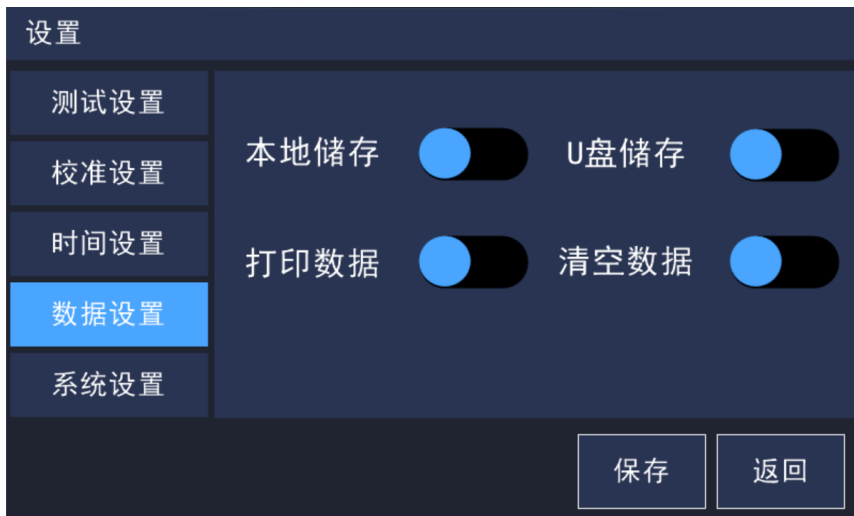 设置
测试设置
校准设置
时间设置
数据设置
系统设置
本地储存 U盘储存
打印数据 清空数据
保存 返回